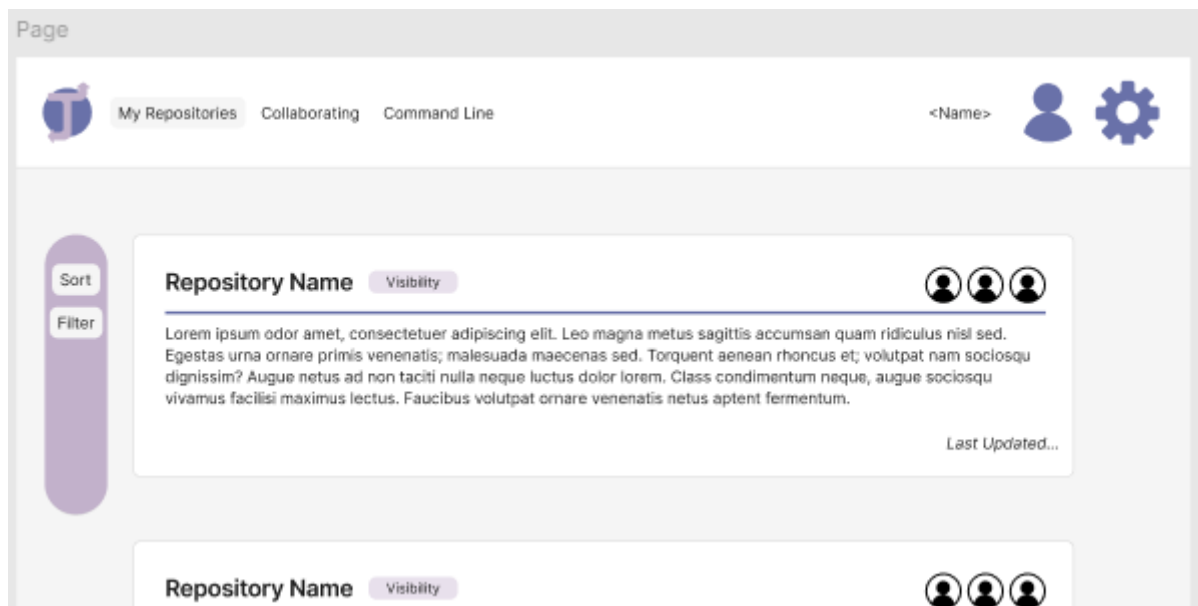 Page
My Repositories Collaborating Command Line <Name>
Sort
Filter
Repository Name Visibility
Lorem ipsum odor amet, consectetuer adipiscing elit. Leo magna metus sagittis accumsan quam ridiculus nisl sed.
Egestas urna ornare primis venenatis; malesuada maecenas sed. Torquent aenean rhoncus et; volutpat nam sociosqu
dignissim? Augue netus ad non taciti nulla neque luctus dolor lorem. Class condimentum neque, augue sociosqu
vivamus facilisi maximus lectus. Faucibus volutpat ornare venenatis netus aptent fermentum.
Last Updated...
Repository Name Visibility